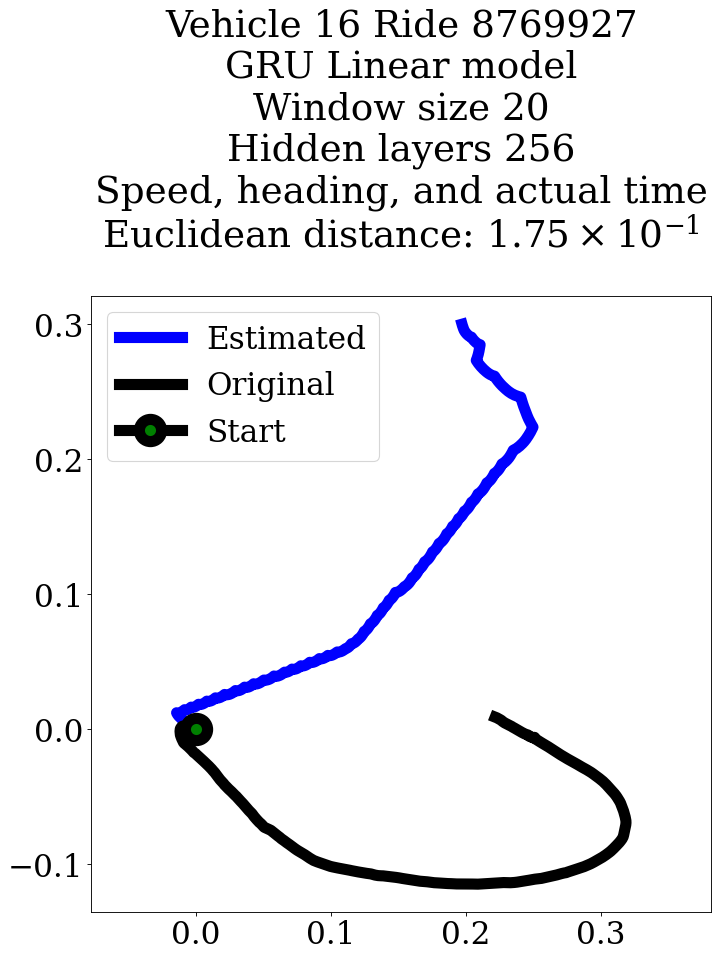 Vehicle 16 Ride 8769927
GRU Linear model
Window size 20
Hidden layers 256
Speed, heading, and actual time
Euclidean distance: 1.75 × 10⁻¹
Estimated
Original
Start
0.3
0.2
0.1
0.0
−0.1
0.0 0.1 0.2 0.3